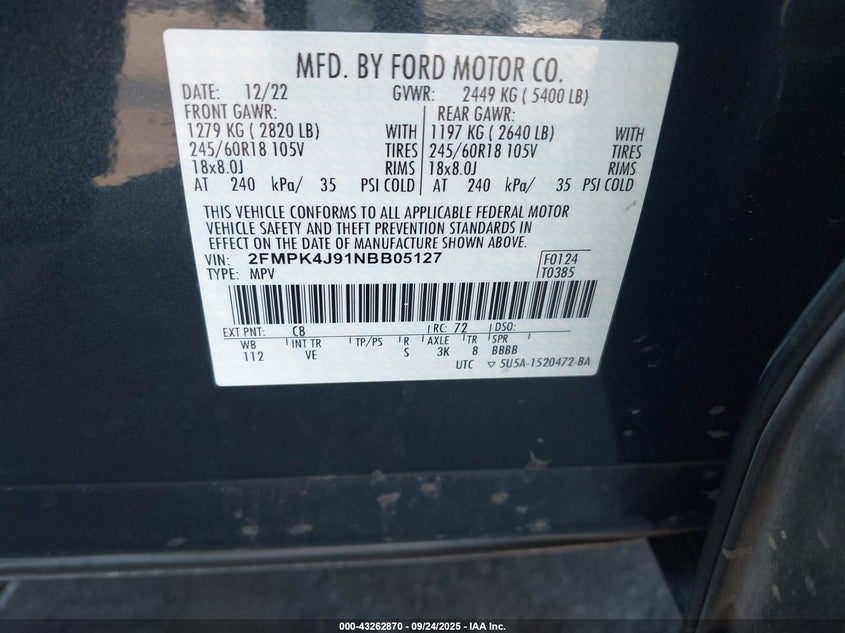 MFD. BY FORD MOTOR CO.
DATE: 12/22 GVWR: 2449 KG ( 5400 LB)
FRONT GAWR: REAR GAWR:
1279 KG ( 2820 LB) WITH 1197 KG ( 2640 LB) WITH
245/60R18 105V TIRES 245/60R18 105V TIRES
18x8.0J RIMS 18x8.0J RIMS
AT 240 kPa/ 35 PSI COLD AT 240 kPa/ 35 PSI COLD
THIS VEHICLE CONFORMS TO ALL APPLICABLE FEDERAL MOTOR
VEHICLE SAFETY AND THEFT PREVENTION STANDARDS IN
EFFECT ON THE DATE OF MANUFACTURE SHOWN ABOVE.
VIN: 2FMPK4J91NBB05127 F0124
TYPE: MPV T0385
EXT PNT: C8 RC: 72 DSO:
WB INT TR TP/PS R AXLE TR SPR
112 VE S 3K 8 BBBB
UTC ▽ 5U5A-1520472-BA
000-43262870 - 09/24/2025 - IAA Inc.